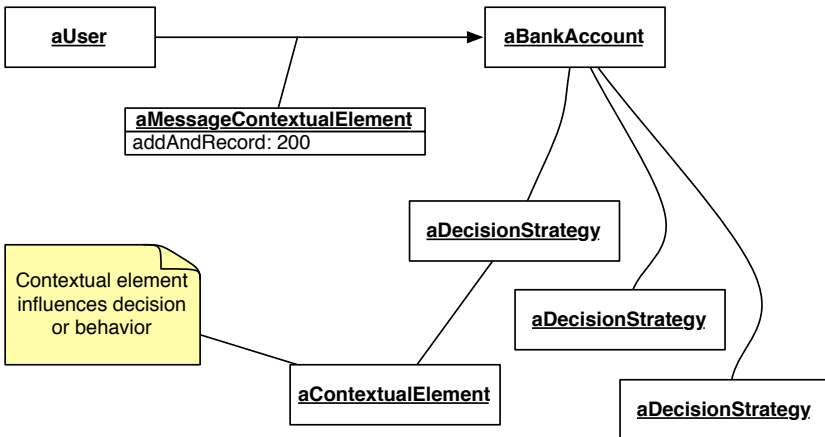 aUser
aBankAccount
aMessageContextualElement
addAndRecord: 200
aDecisionStrategy
Contextual element
influences decision
or behavior
aDecisionStrategy
aContextualElement
aDecisionStrategy